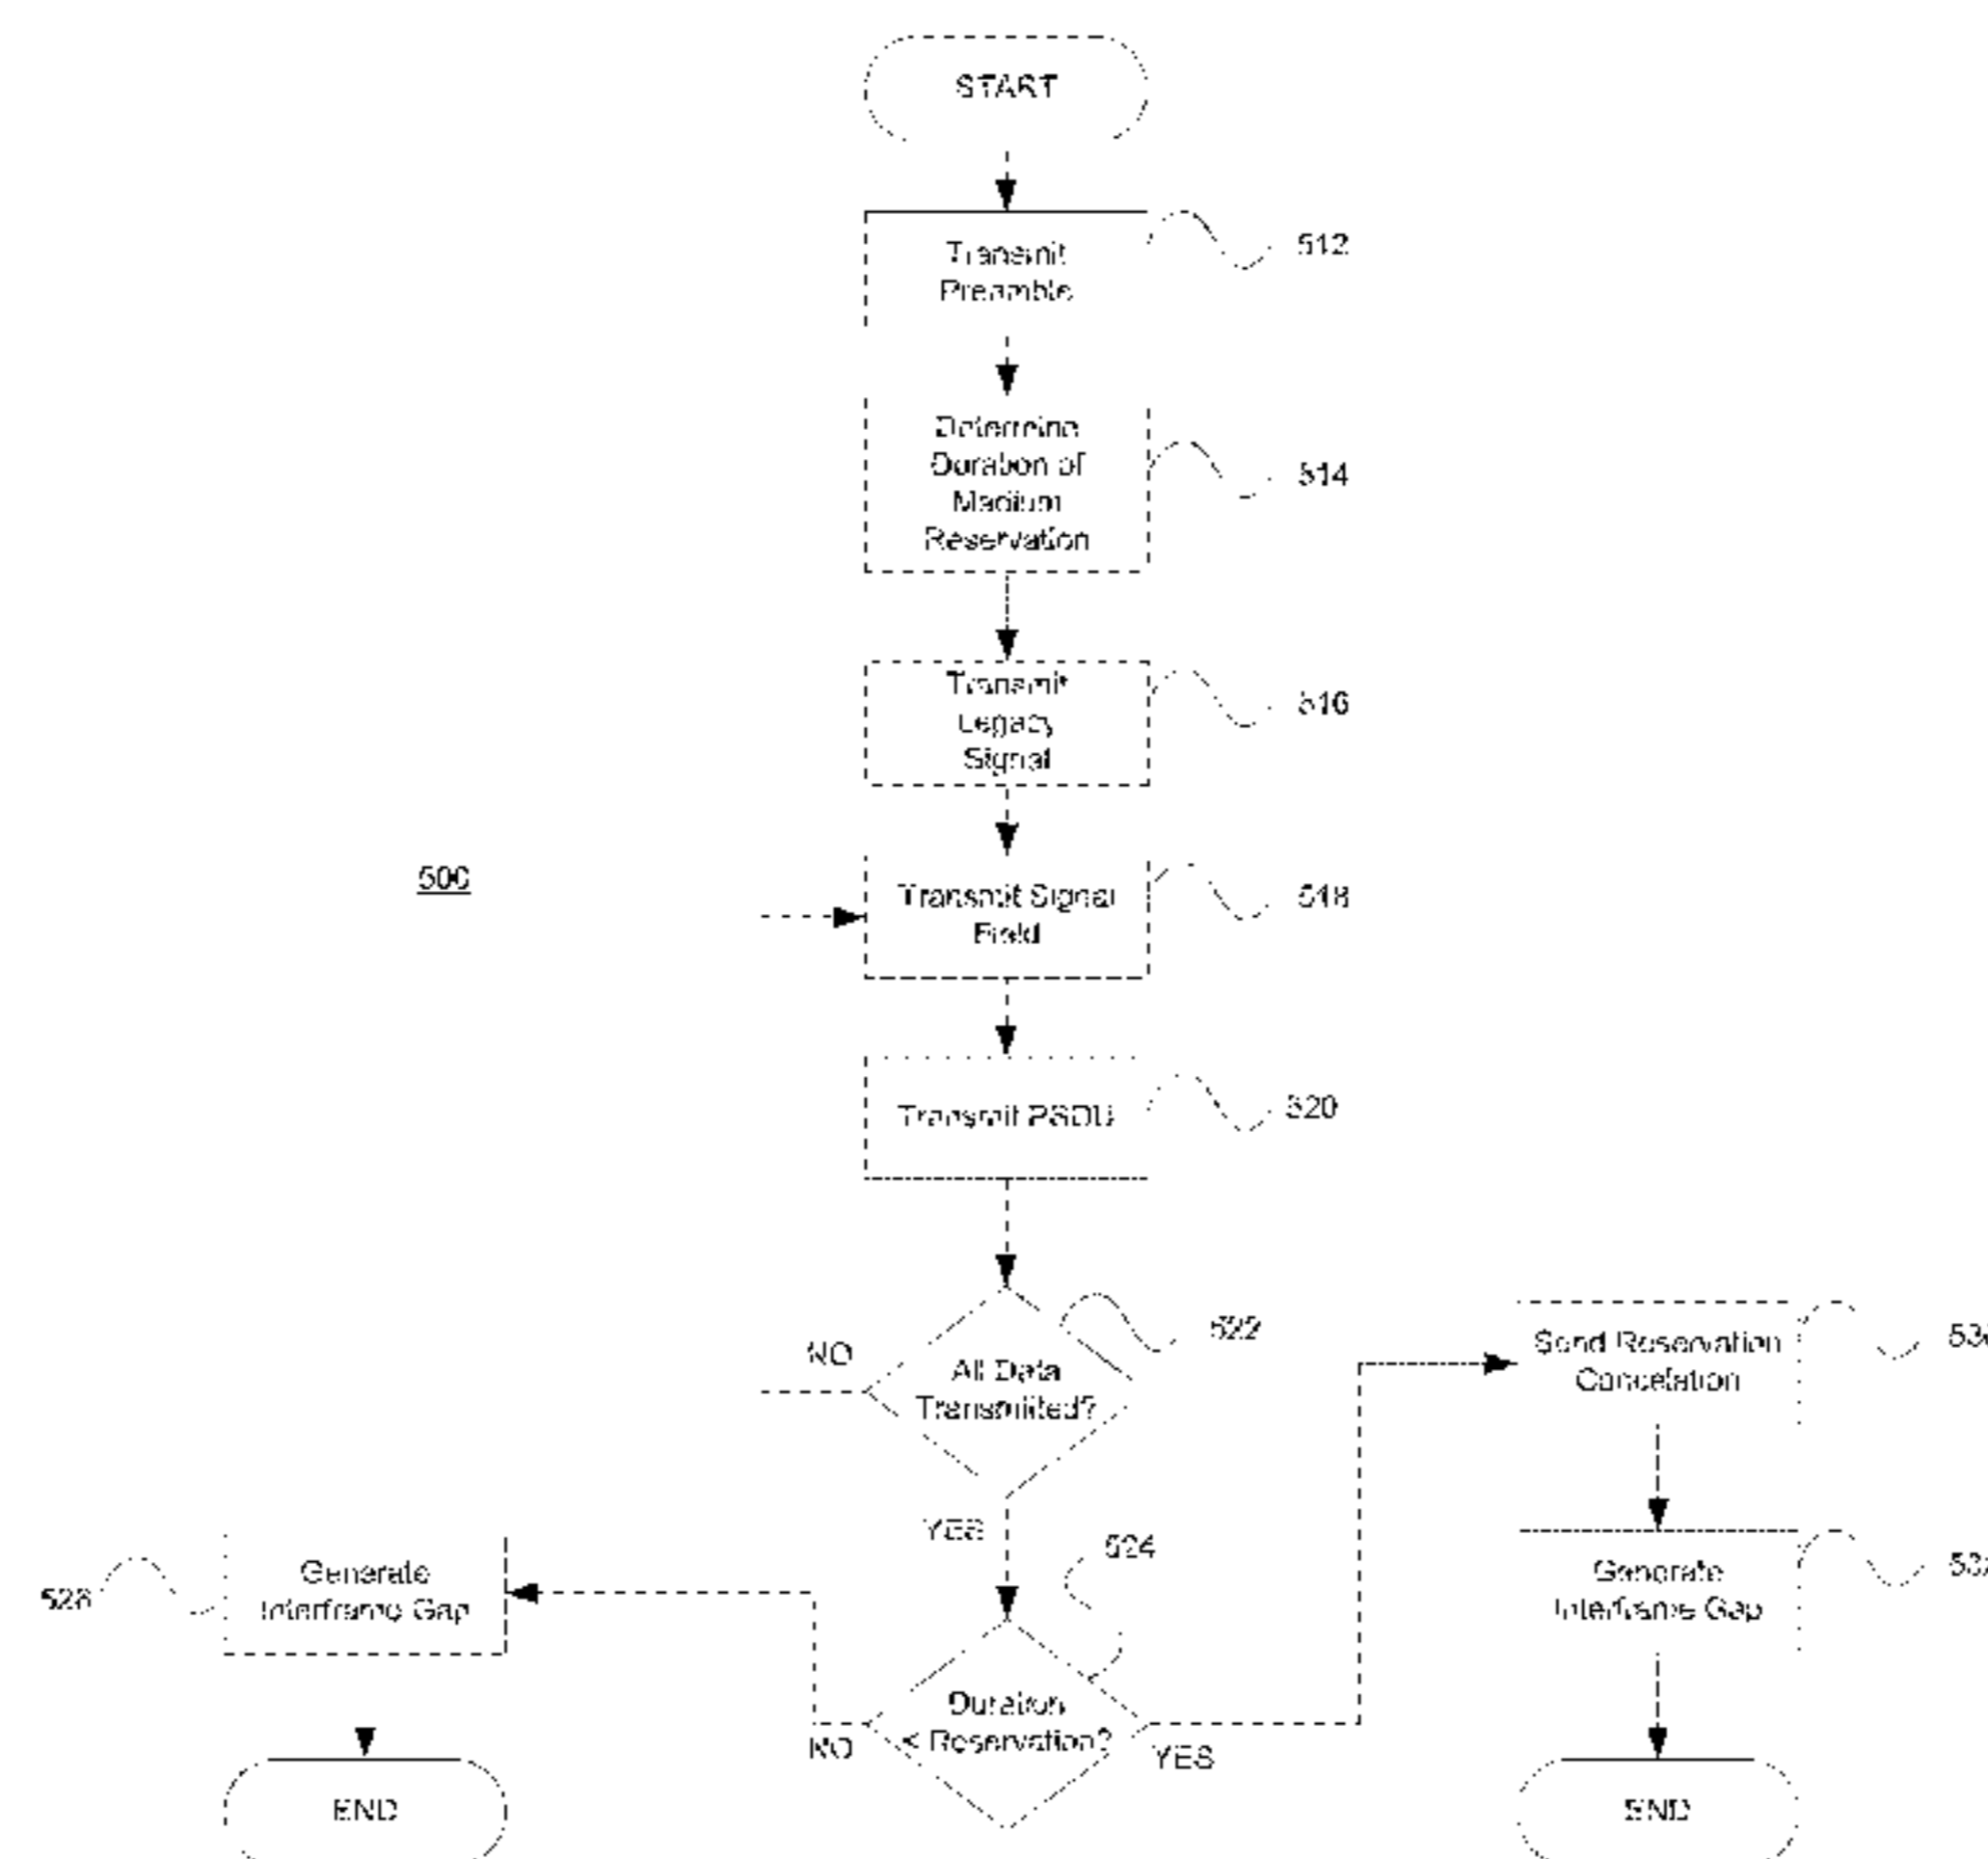 START
Transmit
Preamble
512
Determine
Duration of
Medium
Reservation
514
Transmit
Legacy
Signal
516
500
Transmit Signal
Field
518
Transmit PSDU
520
NO
All Data
Transmitted?
522
Send Reservation
Cancelation
YES
524
528
Generate
Interframe Gap
Generate
Interframe Gap
Duration
< Reservation?
NO
YES
END
END